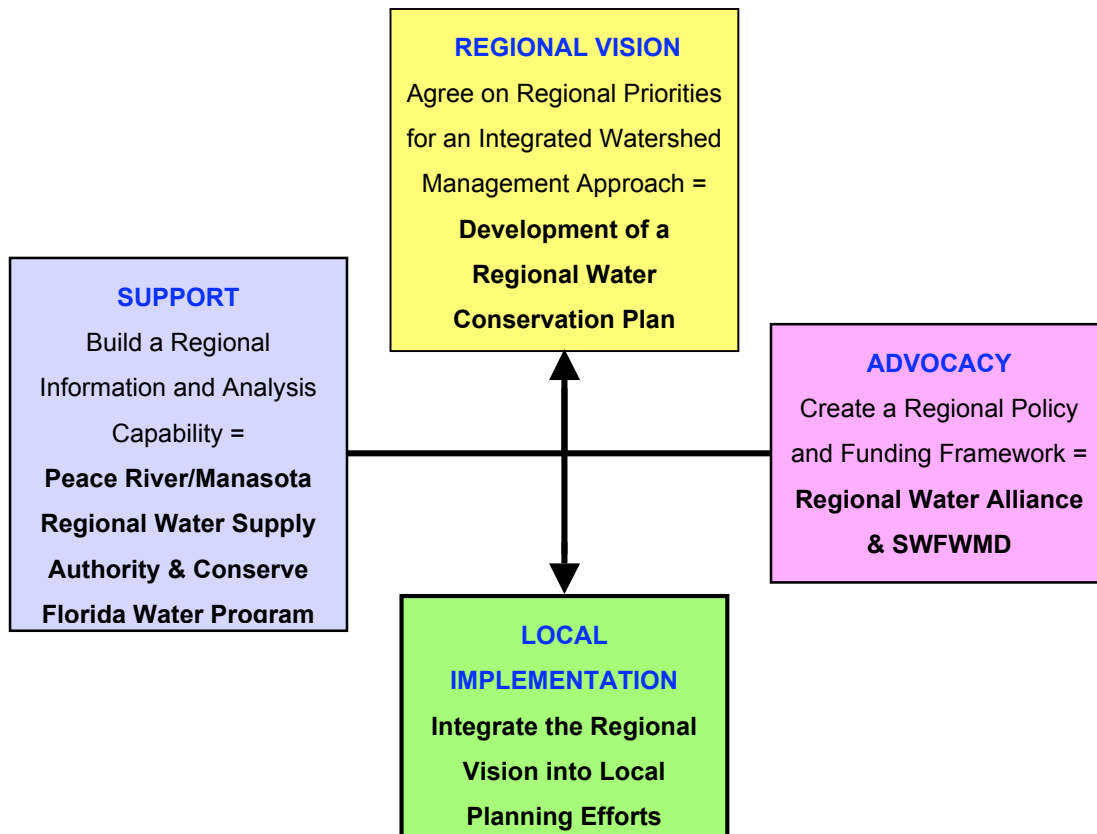 REGIONAL VISION
Agree on Regional Priorities
for an Integrated Watershed
Management Approach =
Development of a
Regional Water
Conservation Plan
SUPPORT
Build a Regional
Information and Analysis
Capability =
Peace River/Manasota
Regional Water Supply
Authority & Conserve
Florida Water Program
ADVOCACY
Create a Regional Policy
and Funding Framework =
Regional Water Alliance
& SWFWMD
LOCAL
IMPLEMENTATION
Integrate the Regional
Vision into Local
Planning Efforts